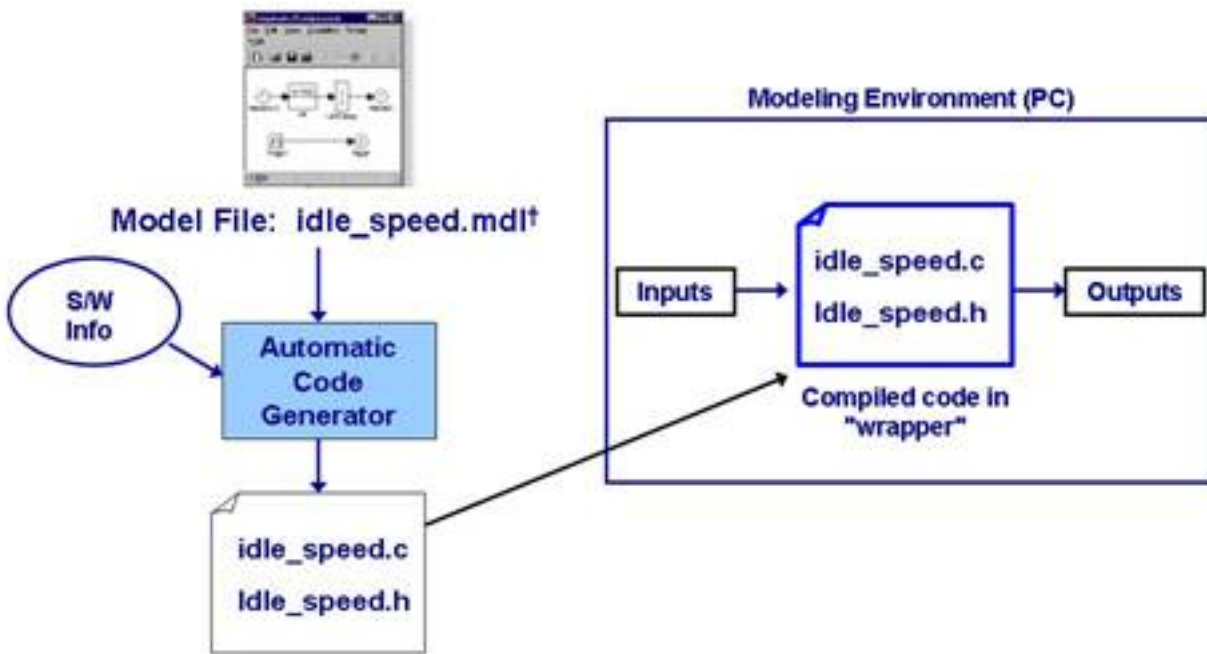 Model File: idle_speed.mdl†
S/W
Info
Automatic
Code
Generator
idle_speed.c
Idle_speed.h
Modeling Environment (PC)
Inputs
idle_speed.c
Idle_speed.h
Outputs
Compiled code in
"wrapper"